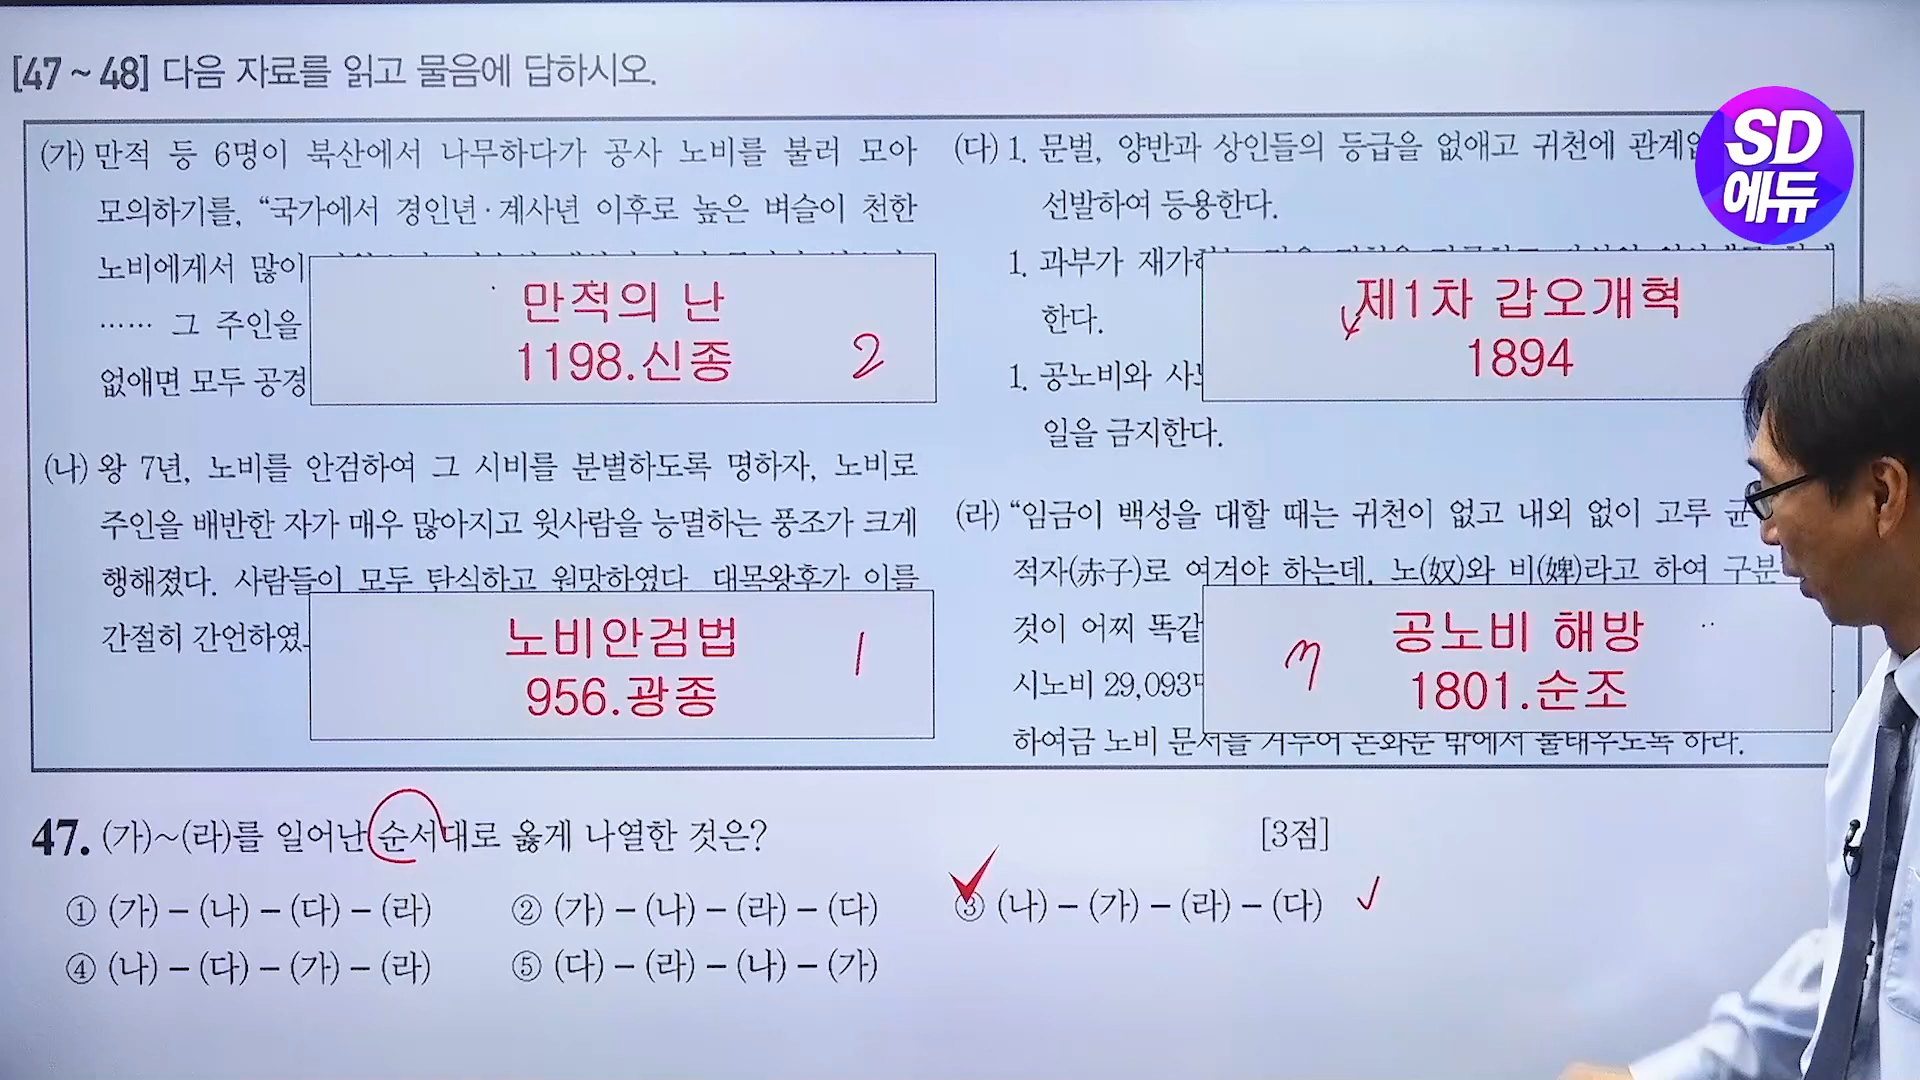 [47 ~ 48] 다음 자료를 읽고 물음에 답하시오.
(가) 만적 등 6명이 북산에서 나무하다가 공사 노비를 불러 모아
모의하기를, “국가에서 경인년·계사년 이후로 높은 벼슬이 천한
노비에게서 많이
…… 그 주인을
없애면 모두 공경
만적의 난
1198.신종 2
(나) 왕 7년, 노비를 안검하여 그 시비를 분별하도록 명하자, 노비로
주인을 배반한 자가 매우 많아지고 윗사람을 능멸하는 풍조가 크게
행해졌다. 사람들이 모두 탄식하고 원망하였다. 대목왕후가 이를
간절히 간언하였
노비안검법 1
956.광종
(다) 1. 문벌, 양반과 상인들의 등급을 없애고 귀천에 관계없
선발하여 등용한다.
1. 과부가 재가
한다.
1. 공노비와 사노
일을 금지한다.
제1차 갑오개혁
1894
(라) “임금이 백성을 대할 때는 귀천이 없고 내외 없이 고루 균
적자(赤子)로 여겨야 하는데, 노(奴)와 비(婢)라고 하여 구분
것이 어찌 똑같
시노비 29,093
하여금 노비 문서를 거두어 돈화문 밖에서 불태우도록 하라.
공노비 해방
1801.순조
SD
에듀
47. (가)~(라)를 일어난 순서대로 옳게 나열한 것은? [3점]
① (가) – (나) – (다) – (라) ② (가) – (나) – (라) – (다) ③ (나) – (가) – (라) – (다)
④ (나) – (다) – (가) – (라) ⑤ (다) – (라) – (나) – (가)